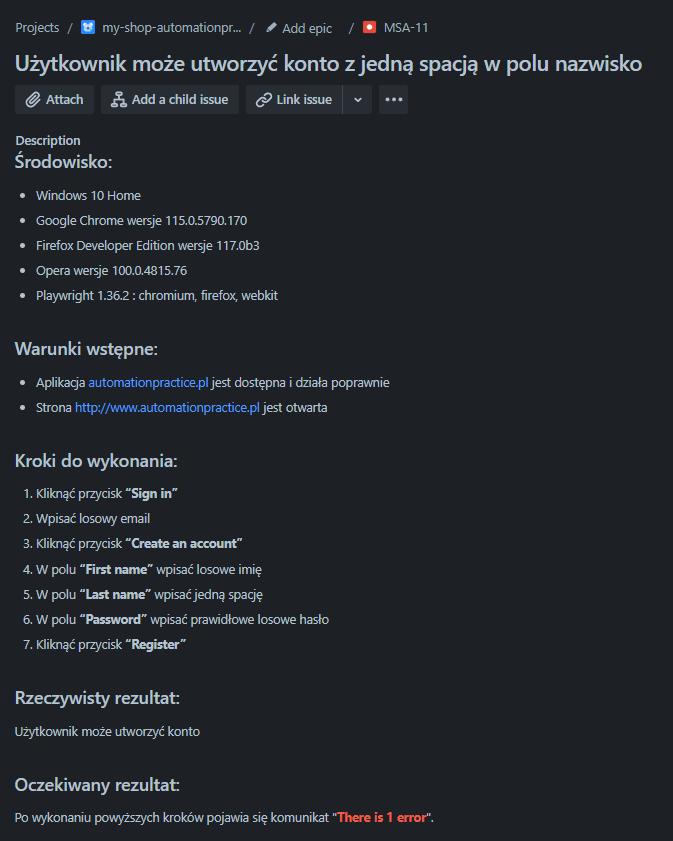 Projects / my-shop-automationpr... / Add epic / MSA-11
Użytkownik może utworzyć konto z jedną spacją w polu nazwisko
Attach Add a child issue Link issue
Description
Środowisko:
• Windows 10 Home
• Google Chrome wersje 115.0.5790.170
• Firefox Developer Edition wersje 117.0b3
• Opera wersje 100.0.4815.76
• Playwright 1.36.2 : chromium, firefox, webkit
Warunki wstępne:
• Aplikacja automationpractice.pl jest dostępna i działa poprawnie
• Strona http://www.automationpractice.pl jest otwarta
Kroki do wykonania:
1. Kliknąć przycisk “Sign in”
2. Wpisać losowy email
3. Kliknąć przycisk “Create an account”
4. W polu “First name” wpisać losowe imię
5. W polu “Last name” wpisać jedną spację
6. W polu “Password” wpisać prawidłowe losowe hasło
7. Kliknąć przycisk “Register”
Rzeczywisty rezultat:
Użytkownik może utworzyć konto
Oczekiwany rezultat:
Po wykonaniu powyższych kroków pojawia się komunikat "There is 1 error".